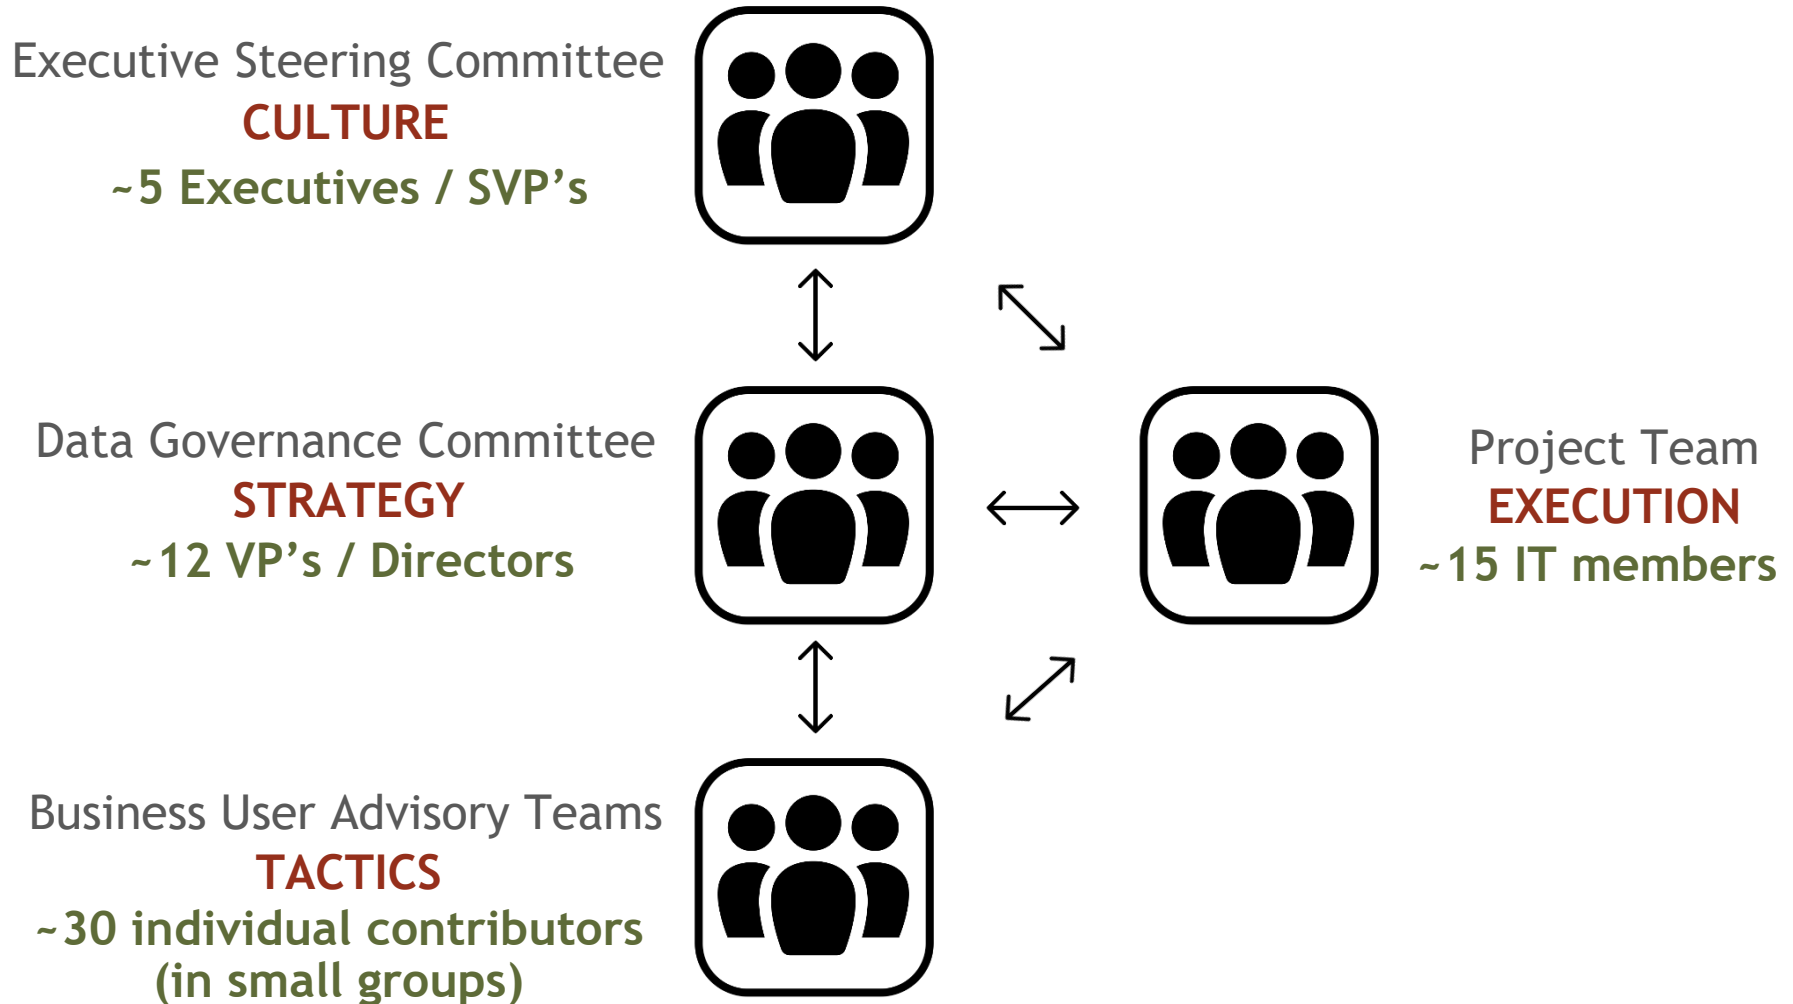 Executive Steering Committee
CULTURE
~5 Executives / SVP’s
Data Governance Committee
STRATEGY
~12 VP’s / Directors
Project Team
EXECUTION
~15 IT members
Business User Advisory Teams
TACTICS
~30 individual contributors
(in small groups)